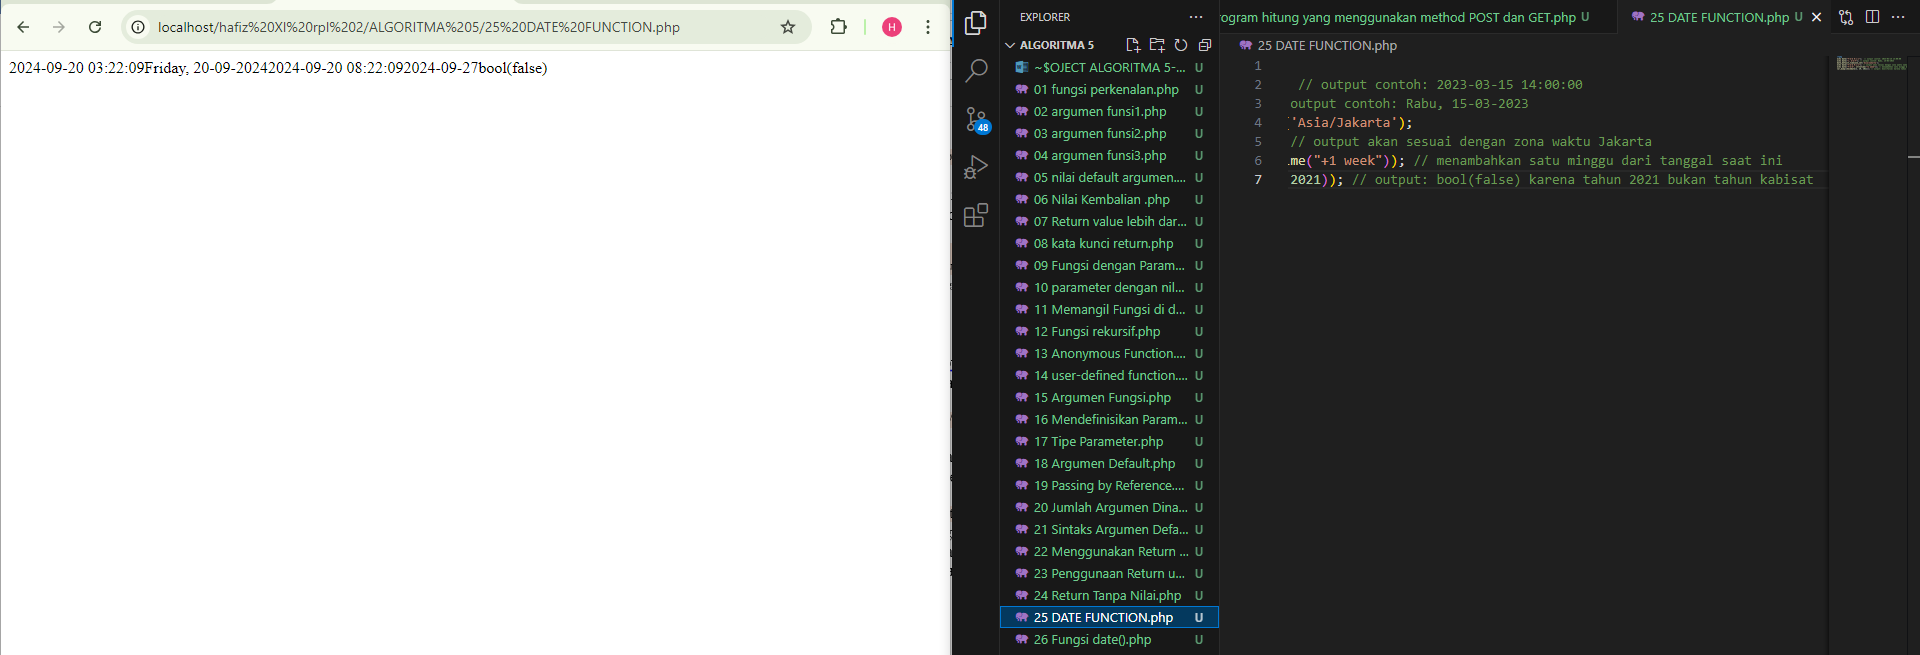 localhost/hafiz%20XI%20rpl%202/ALGORITMA%205/25%20DATE%20FUNCTION.php
H
2024-09-20 03:22:09Friday, 20-09-20242024-09-20 08:22:092024-09-27bool(false)
48
EXPLORER
ALGORITMA 5
~$OJECT ALGORITMA 5-... U
01 fungsi perkenalan.php U
02 argumen funsi1.php U
03 argumen funsi2.php U
04 argumen funsi3.php U
05 nilai default argumen.... U
06 Nilai Kembalian .php U
07 Return value lebih dar... U
08 kata kunci return.php U
09 Fungsi dengan Param... U
10 parameter dengan nil... U
11 Memangil Fungsi di d... U
12 Fungsi rekursif.php U
13 Anonymous Function.... U
14 user-defined function.... U
15 Argumen Fungsi.php U
16 Mendefinisikan Param... U
17 Tipe Parameter.php U
18 Argumen Default.php U
19 Passing by Reference.... U
20 Jumlah Argumen Dina... U
21 Sintaks Argumen Defa... U
22 Menggunakan Return ... U
23 Penggunaan Return u... U
24 Return Tanpa Nilai.php U
25 DATE FUNCTION.php U
26 Fungsi date().php U
rogram hitung yang menggunakan method POST dan GET.php U
25 DATE FUNCTION.php U
25 DATE FUNCTION.php
1
2 // output contoh: 2023-03-15 14:00:00
3 output contoh: Rabu, 15-03-2023
4 'Asia/Jakarta');
5 // output akan sesuai dengan zona waktu Jakarta
6 me("+1 week")); // menambahkan satu minggu dari tanggal saat ini
7 2021)); // output: bool(false) karena tahun 2021 bukan tahun kabisat